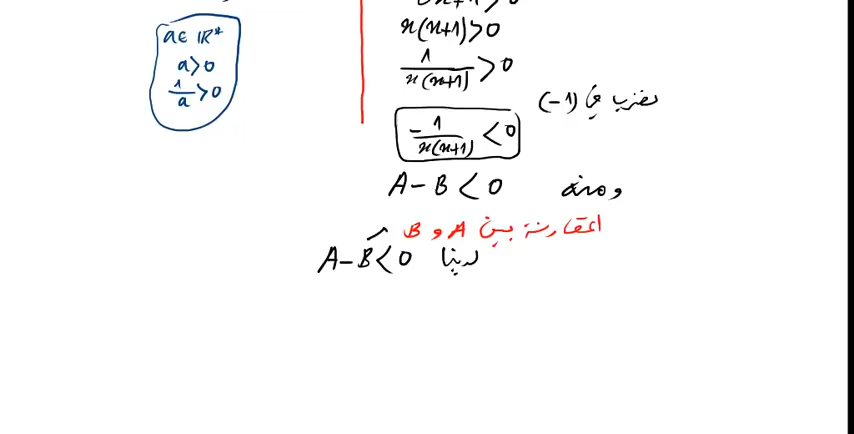 a ∈ ℝ*
a > 0
1/a > 0
x(x+1) > 0
1/(x(x+1)) > 0
نضرب في (-1)
-1/(x(x+1)) < 0
ومنه A - B < 0
المقارنة بين A و B
لدينا A - B < 0